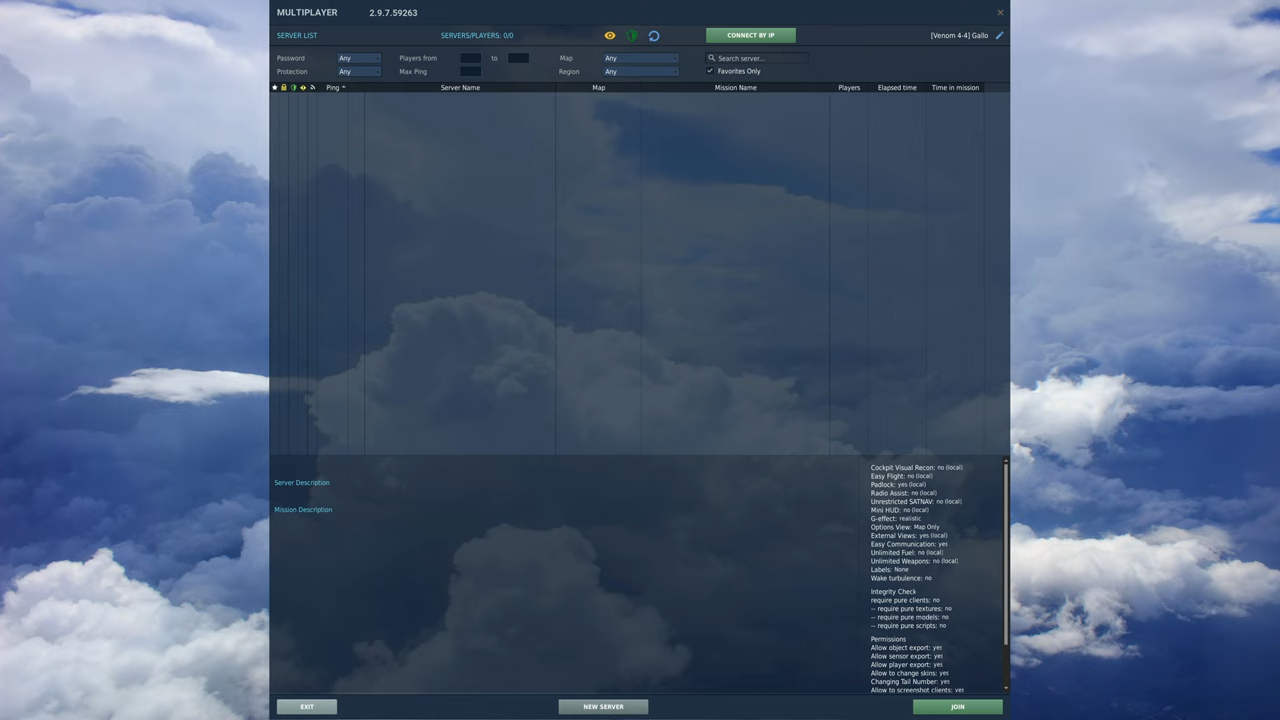 MULTIPLAYER 2.9.7.59263
SERVER LIST SERVERS/PLAYERS: 0/0 CONNECT BY IP [Venom 4-4] Gallo
Password Any Players from to Map Any Search server...
Protection Any Max Ping Region Any Favorites Only
Ping Server Name Map Mission Name Players Elapsed time Time in mission
Cockpit Visual Recon: no (local)
Easy Flight: no (local)
Server Description
Padlock: yes (local)
Radio Assist: no (local)
Unrestricted SATNAV: no (local)
Mission Description
Mini HUD: no (local)
G-effect: realistic
Options View: Map Only
External Views: yes (local)
Easy Communication: yes
Unlimited Fuel: no (local)
Unlimited Weapons: no (local)
Labels: None
Wake turbulence: no
Integrity Check
require pure clients: no
-- require pure textures: no
-- require pure models: no
-- require pure scripts: no
Permissions
Allow object export: yes
Allow sensor export: yes
Allow player export: yes
Allow to change skins: yes
Changing Tail Number: yes
Allow to screenshot clients: yes
EXIT NEW SERVER JOIN